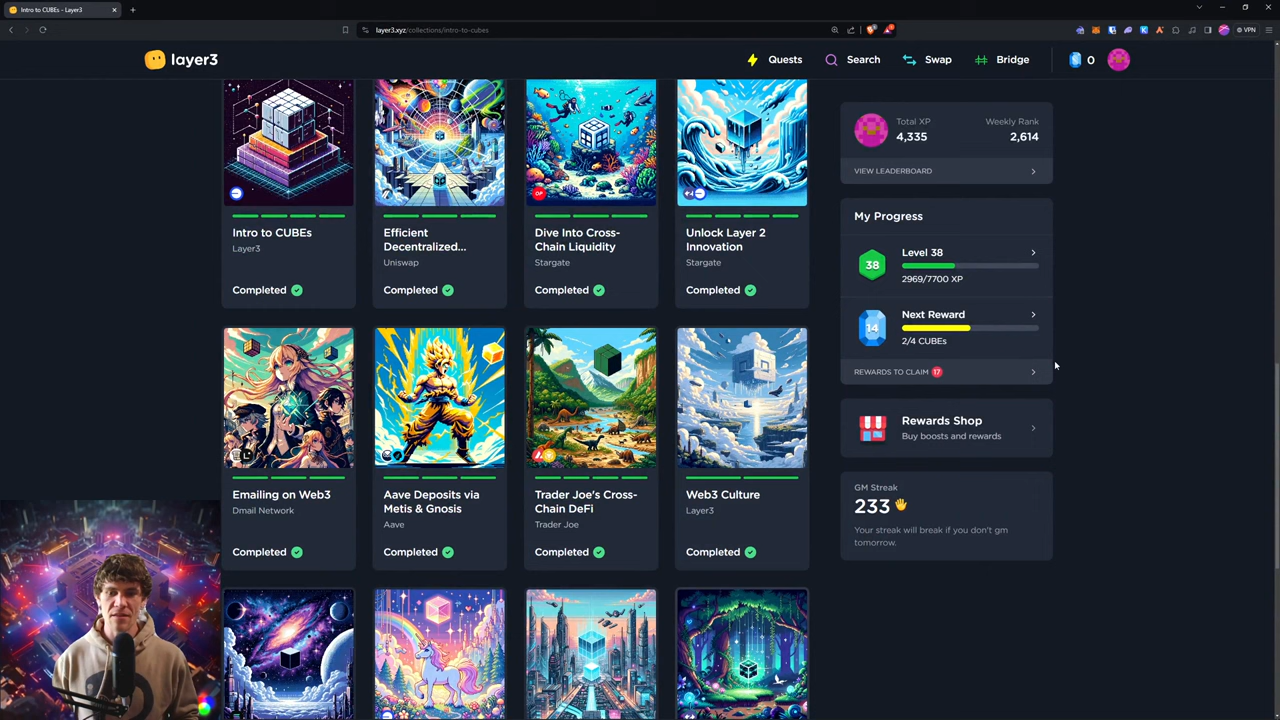 Intro to CUBEs - Layer3
layer3.xyz/collections/intro-to-cubes
VPN
layer3
Quests
Search
Swap
Bridge
0
Intro to CUBEs
Layer3
Completed
Efficient
Decentralized...
Uniswap
Completed
OP
Dive Into Cross-
Chain Liquidity
Stargate
Completed
Unlock Layer 2
Innovation
Stargate
Completed
Emailing on Web3
Dmail Network
Completed
Aave Deposits via
Metis & Gnosis
Aave
Completed
Trader Joe's Cross-
Chain DeFi
Trader Joe
Completed
Web3 Culture
Layer3
Completed
Total XP
4,335
Weekly Rank
2,614
VIEW LEADERBOARD
My Progress
38
Level 38
2969/7700 XP
14
Next Reward
2/4 CUBEs
REWARDS TO CLAIM 17
Rewards Shop
Buy boosts and rewards
GM Streak
233
Your streak will break if you don't gm
tomorrow.